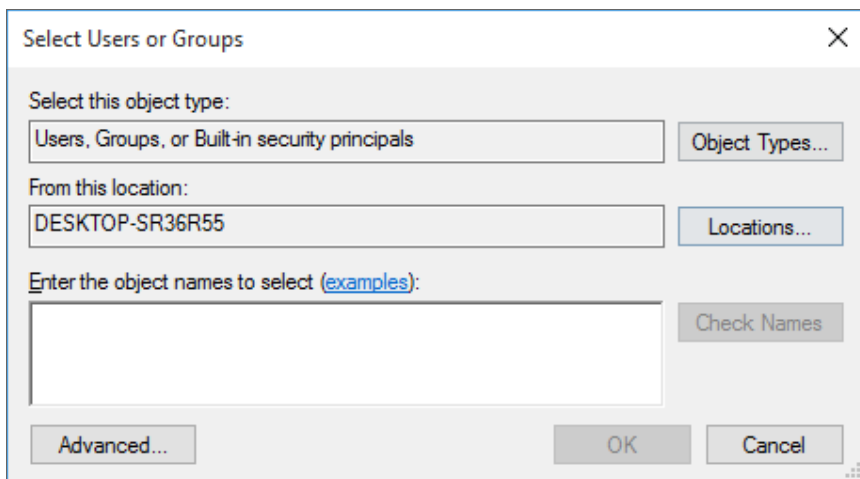 Select Users or Groups
Select this object type:
Users, Groups, or Built-in security principals
Object Types...
From this location:
DESKTOP-SR36R55
Locations...
Enter the object names to select (examples):
Check Names
Advanced...
OK
Cancel